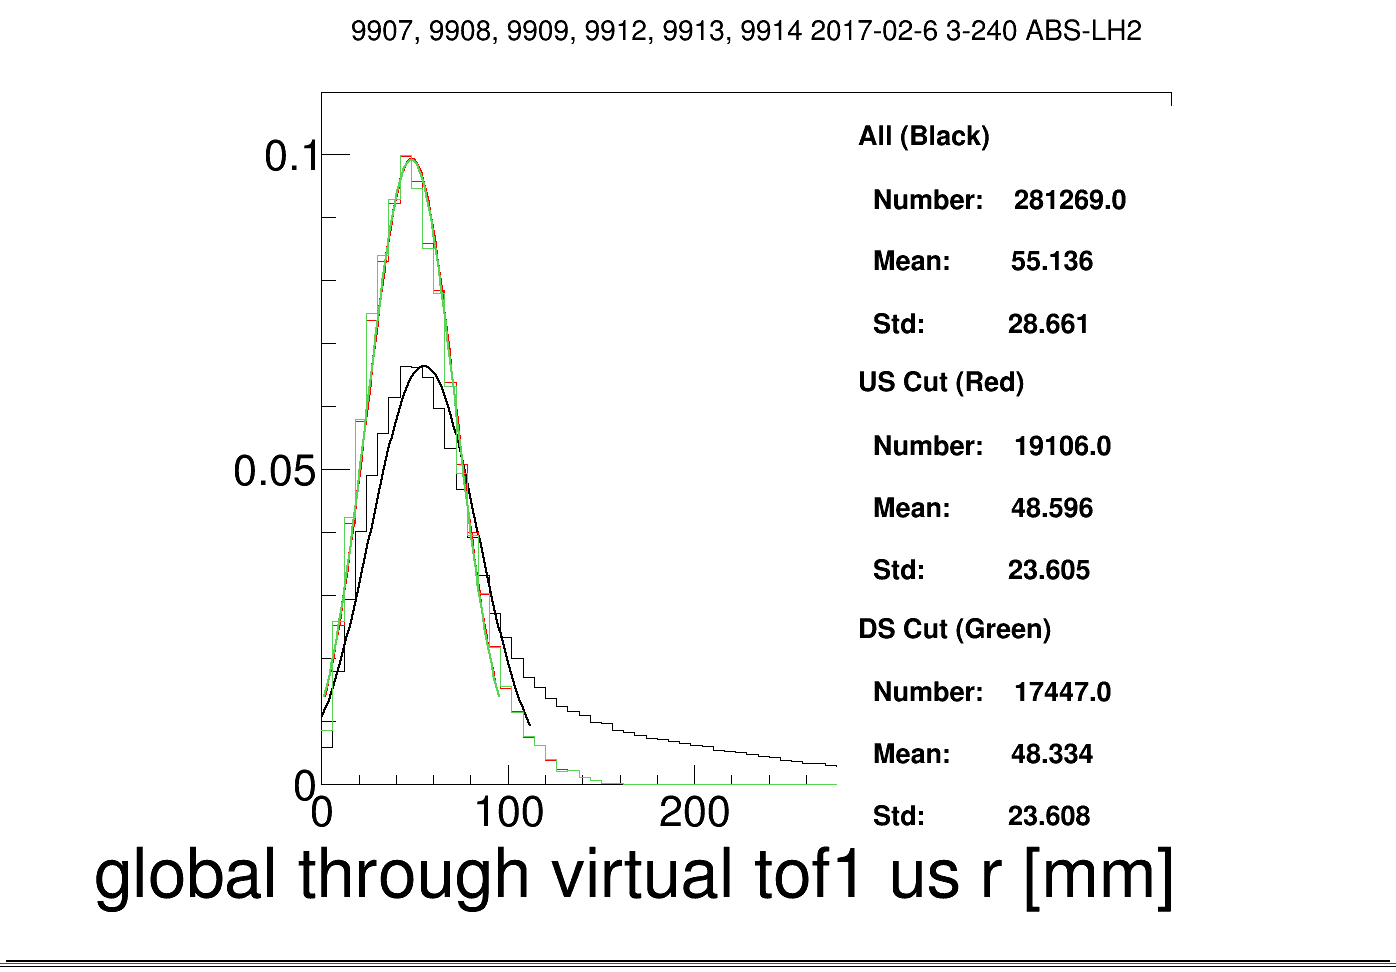 9907, 9908, 9909, 9912, 9913, 9914 2017-02-6 3-240 ABS-LH2
All (Black)
Number: 281269.0
Mean: 55.136
Std: 28.661
US Cut (Red)
Number: 19106.0
Mean: 48.596
Std: 23.605
DS Cut (Green)
Number: 17447.0
Mean: 48.334
Std: 23.608
0.1
0.05
0
0 100 200
global through virtual tof1 us r [mm]